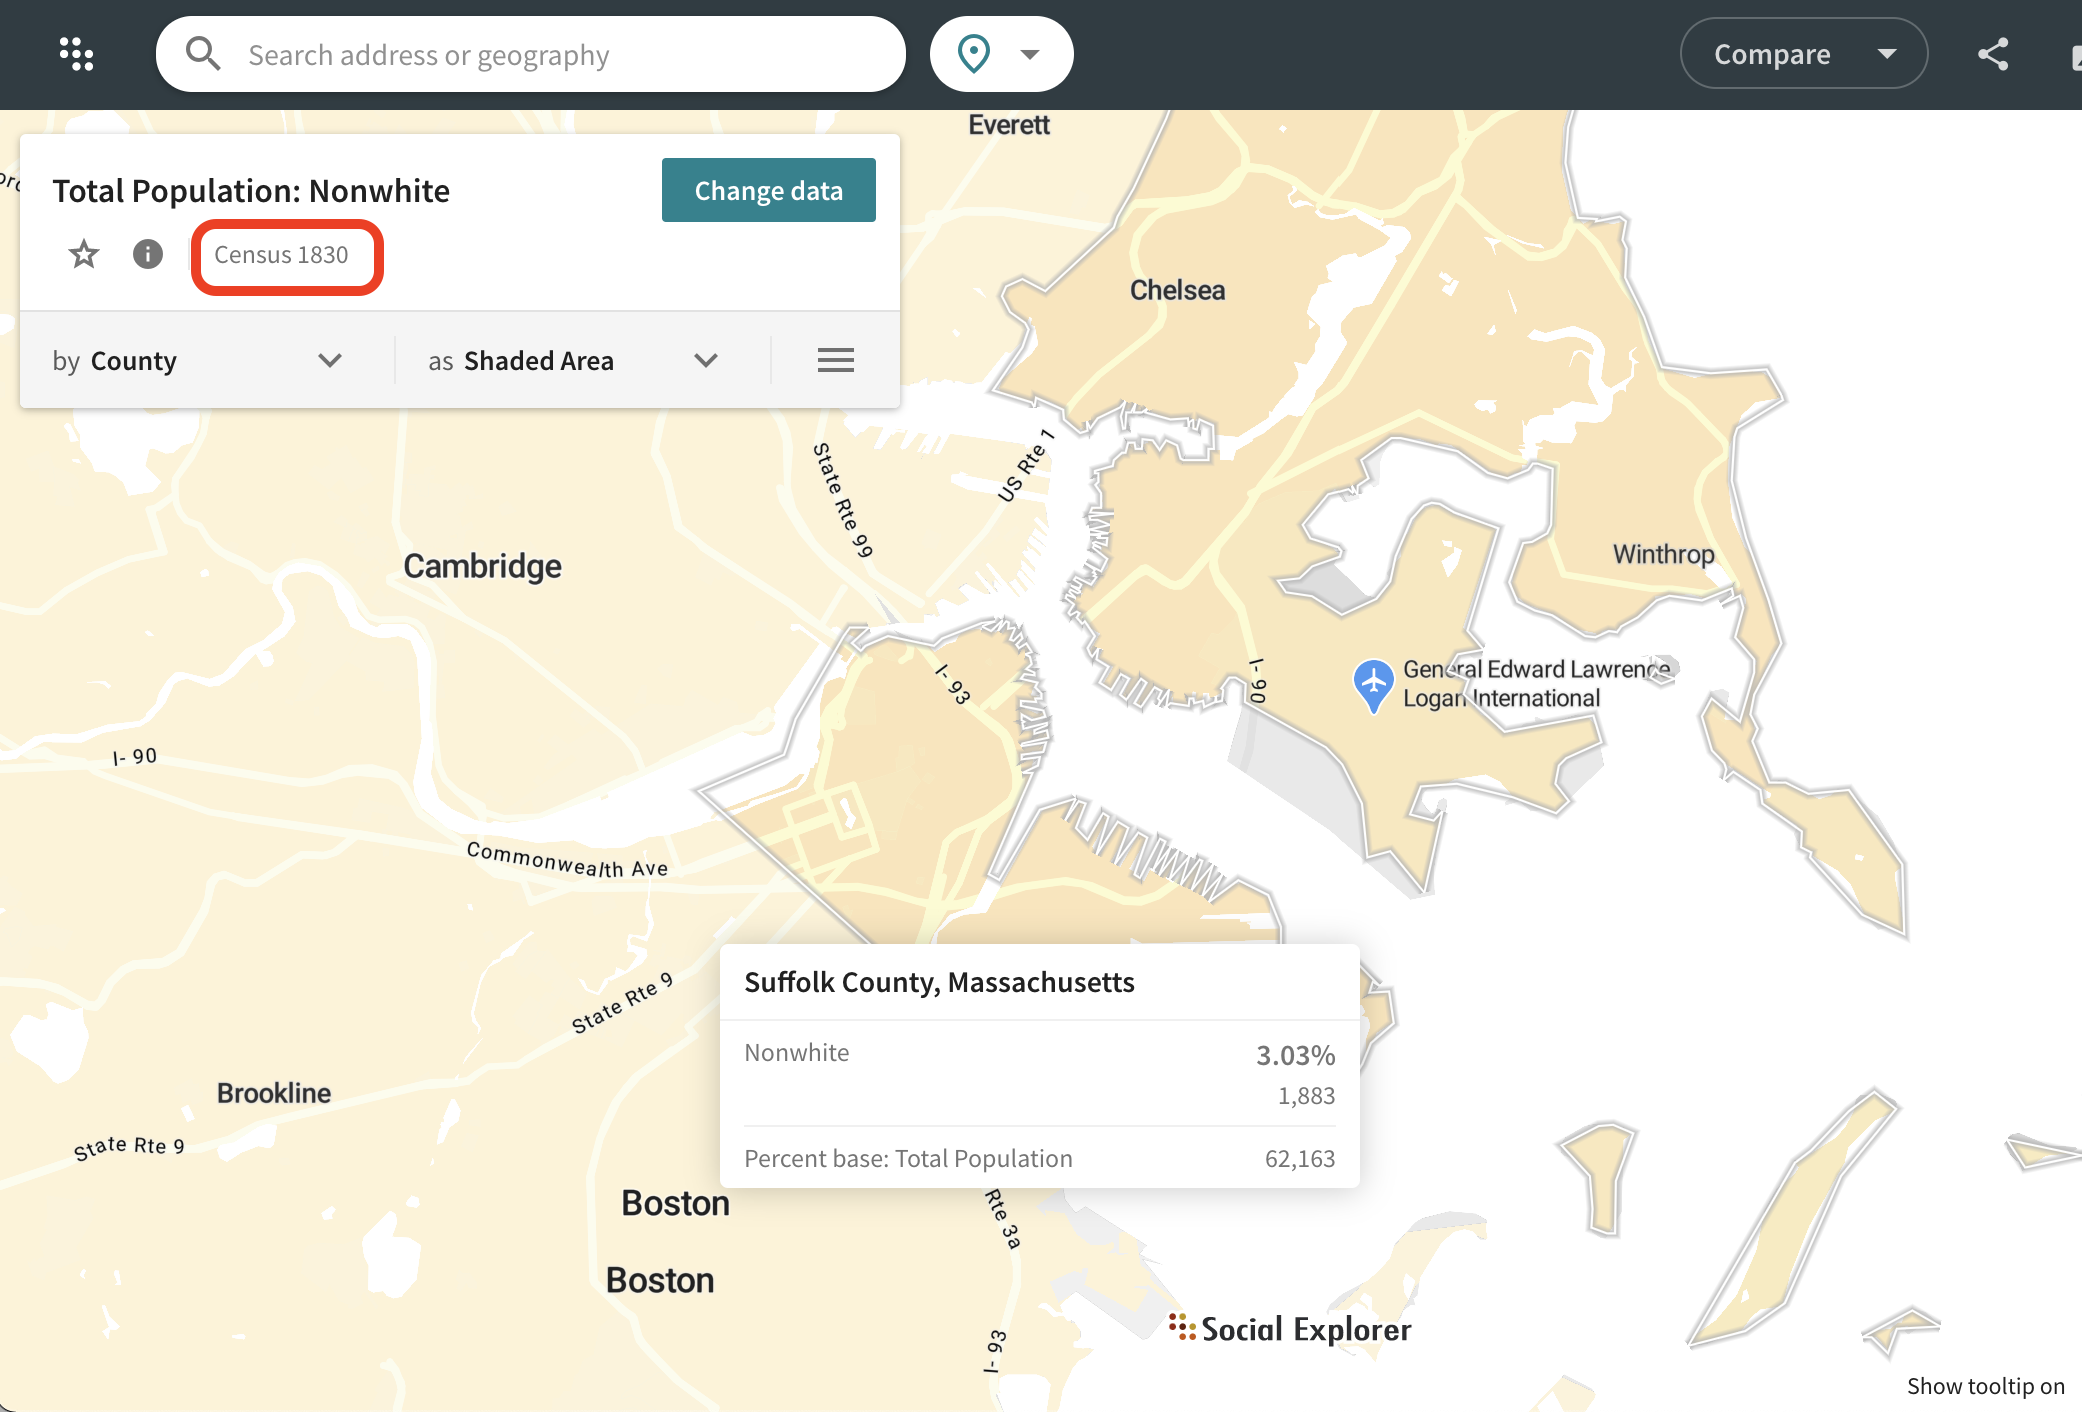 Search address or geography
Compare
Total Population: Nonwhite
Change data
Census 1830
by County
as Shaded Area
Everett
Chelsea
US Rte 1
State Rte 99
Cambridge
Winthrop
I- 93
I- 90
General Edward Lawrence
Logan International
I- 90
Commonwealth Ave
State Rte 9
Suffolk County, Massachusetts
Nonwhite
3.03%
1,883
Percent base: Total Population
62,163
Brookline
State Rte 9
Boston
Rte 3a
Boston
I- 93
Social Explorer
Show tooltip on